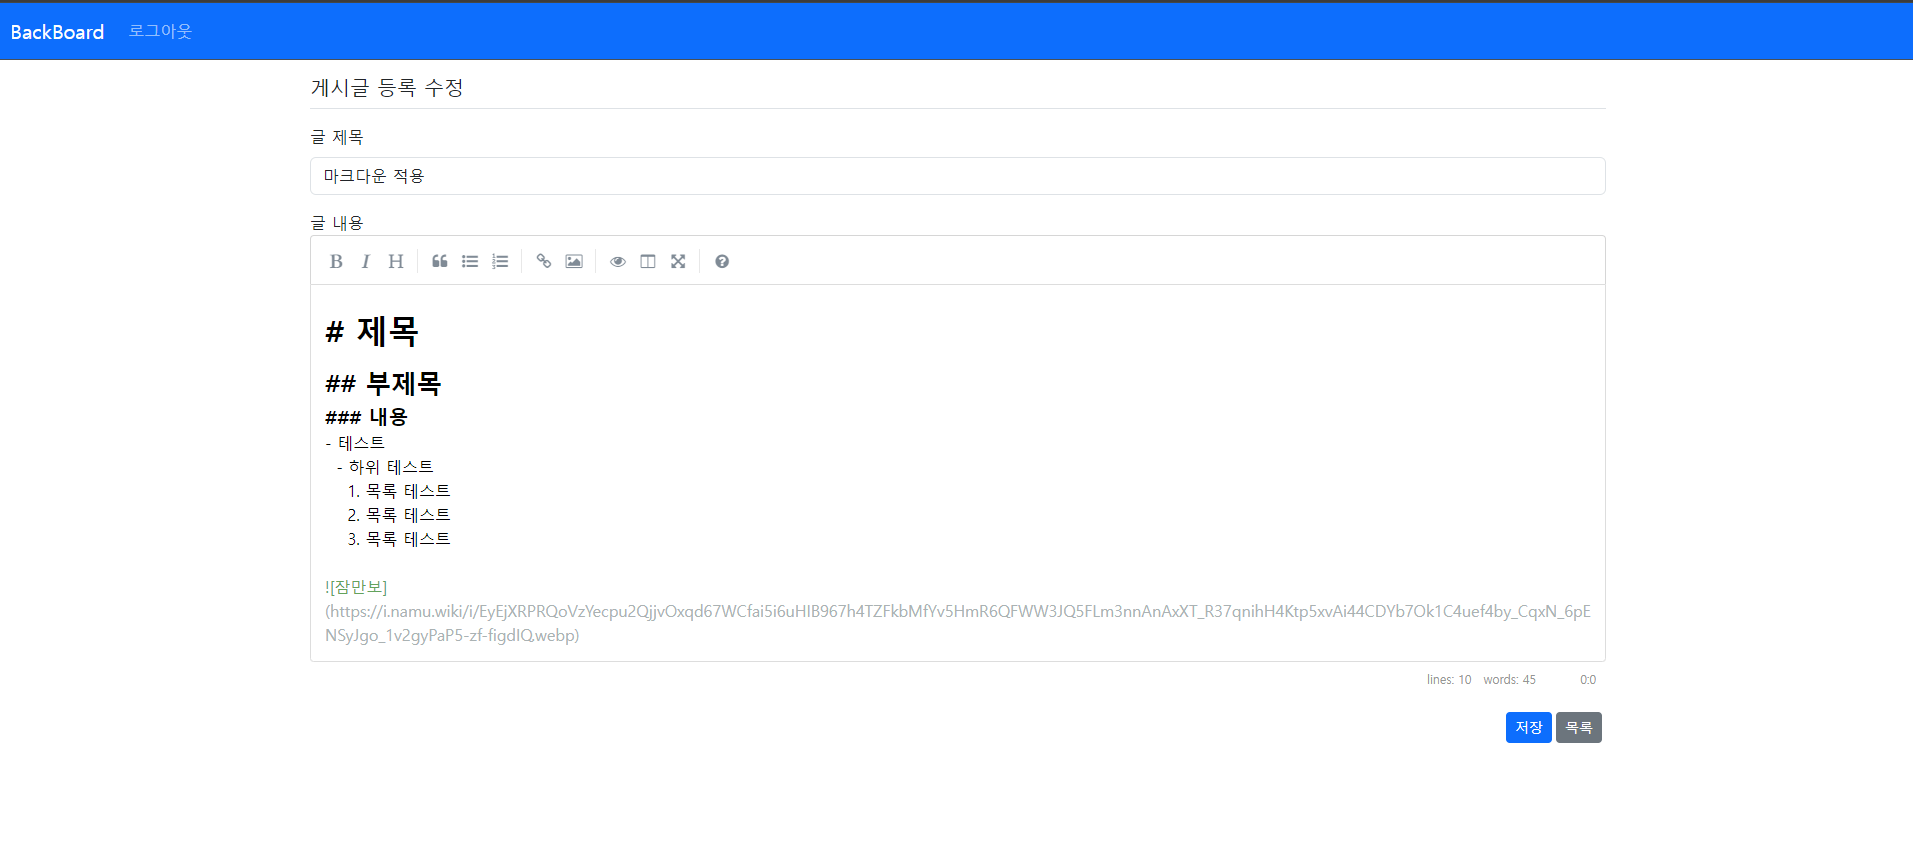 BackBoard 로그아웃
게시글 등록 수정
글 제목
마크다운 적용
글 내용
B I H
# 제목
## 부제목
### 내용
- 테스트
- 하위 테스트
1. 목록 테스트
2. 목록 테스트
3. 목록 테스트
![잠만보]
(https://i.namu.wiki/i/EyEjXRPRQoVzYecpu2QjjvOxqd67WCfai5i6uHIB967h4TZFkbMfYv5HmR6QFWW3JQ5FLm3nnAnAxXT_R37qnihH4Ktp5xvAi44CDYb7Ok1C4uef4by_CqxN_6pE
NSyJgo_1v2gyPaP5-zf-figdIQ.webp)
lines: 10 words: 45 0:0
저장 목록